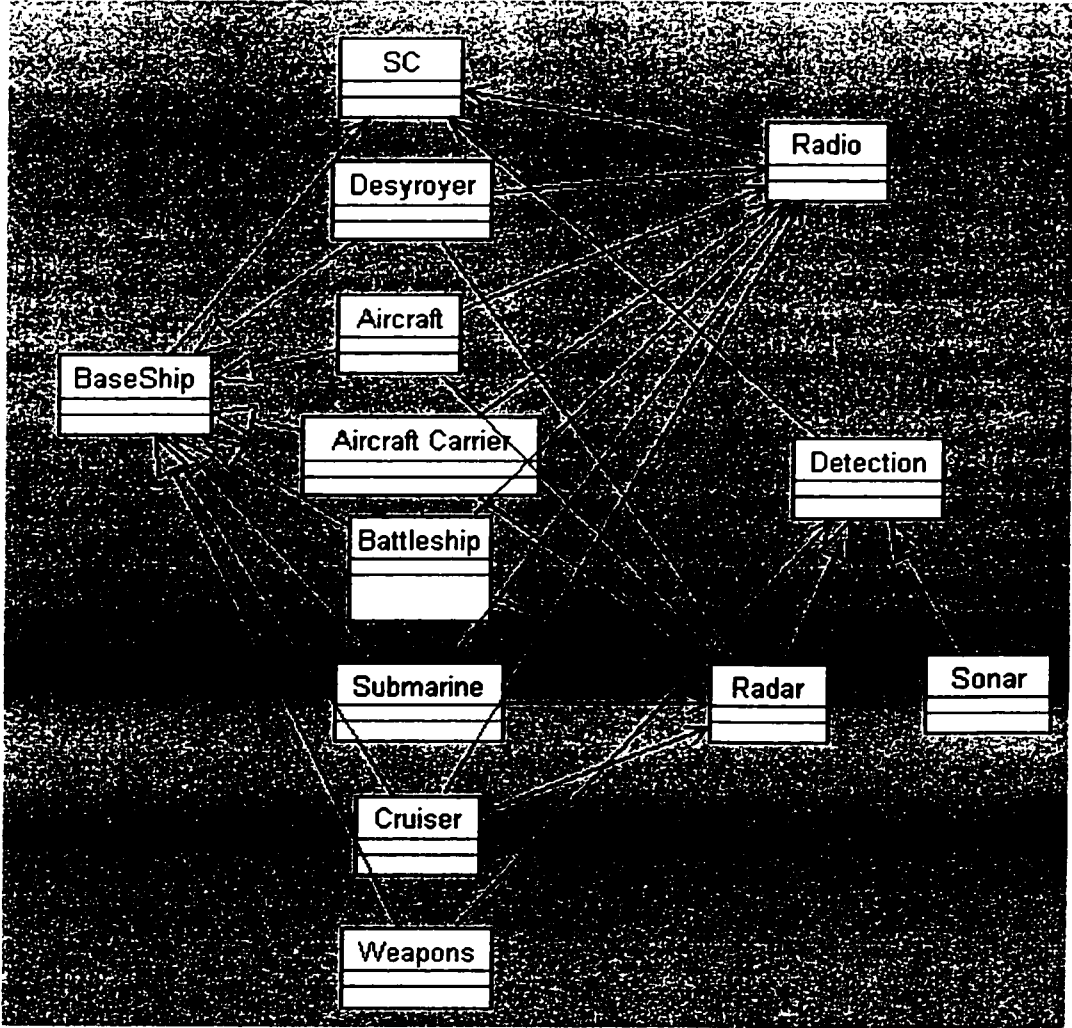 SC
Radio
Desyroyer
Aircraft
BaseShip
Aircraft Carrier
Detection
Battleship
Submarine
Radar
Sonar
Cruiser
Weapons